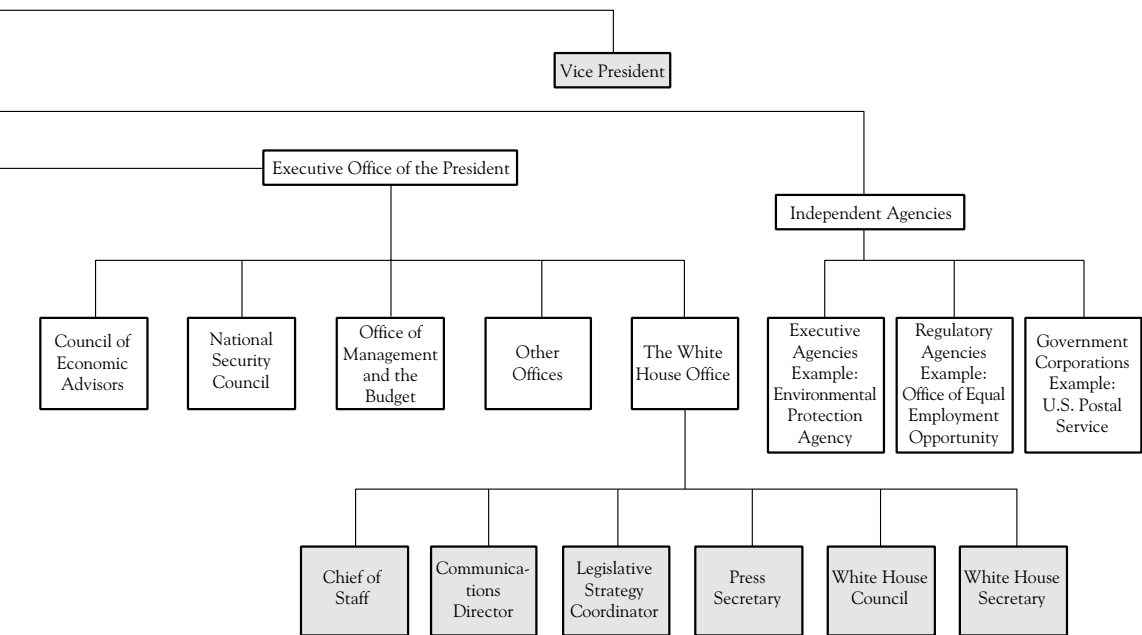 Vice President
Executive Office of the President
Independent Agencies
Council of
Economic
Advisors
National
Security
Council
Office of
Management
and the
Budget
Other
Offices
The White
House Office
Executive
Agencies
Example:
Environmental
Protection
Agency
Regulatory
Agencies
Example:
Office of Equal
Employment
Opportunity
Government
Corporations
Example:
U.S. Postal
Service
Chief of
Staff
Communica-
tions
Director
Legislative
Strategy
Coordinator
Press
Secretary
White House
Council
White House
Secretary